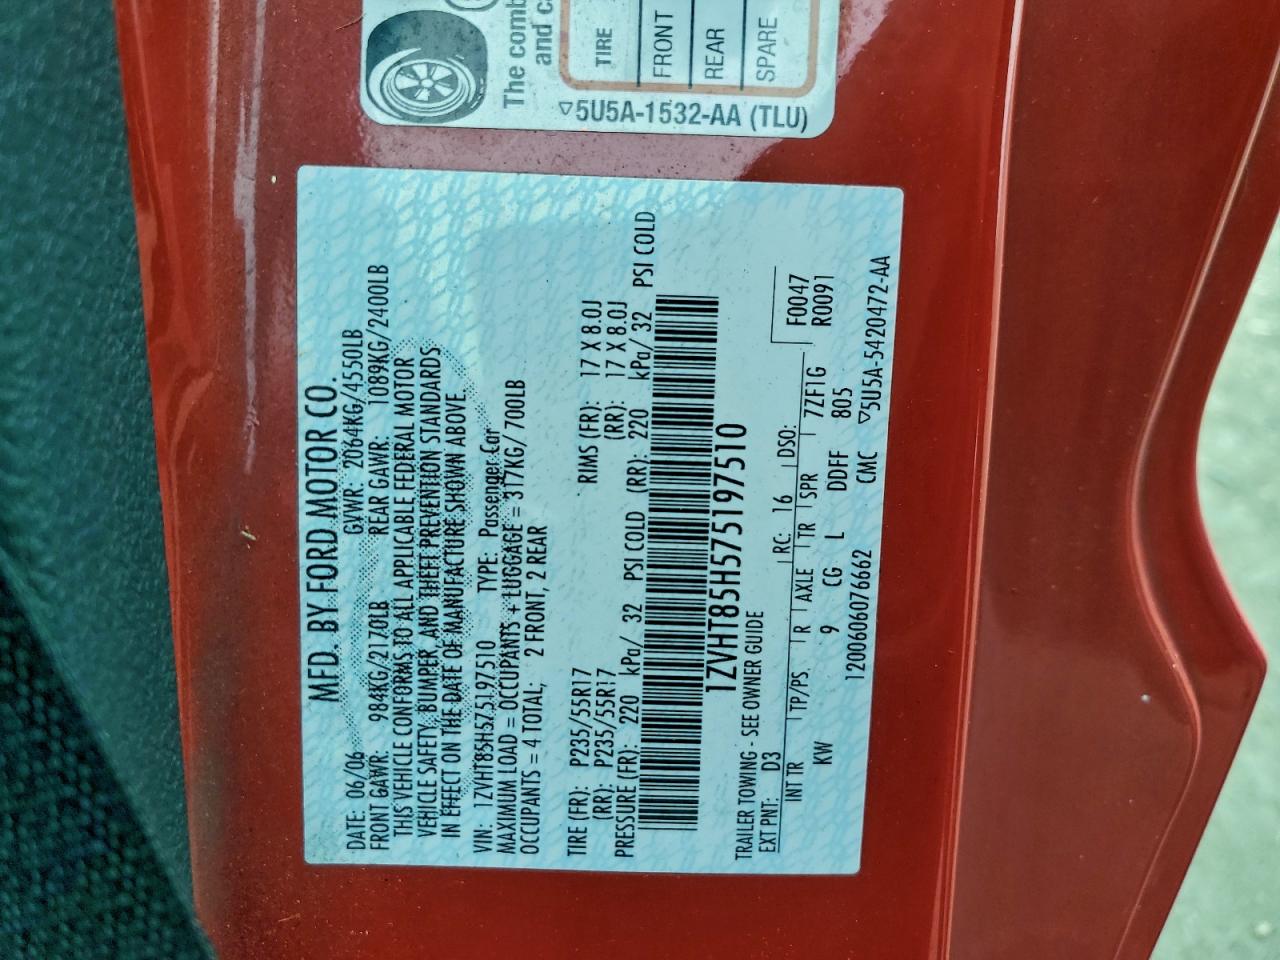 The comb
and ca
TIRE
FRONT
REAR
SPARE
▽5U5A-1532-AA (TLU)
MFD. BY FORD MOTOR CO.
DATE: 06/06 GVWR: 2064KG/4550LB
FRONT GAWR: 984KG/2170LB REAR GAWR: 1089KG/2400LB
THIS VEHICLE CONFORMS TO ALL APPLICABLE FEDERAL MOTOR
VEHICLE SAFETY, BUMPER, AND THEFT PREVENTION STANDARDS
IN EFFECT ON THE DATE OF MANUFACTURE SHOWN ABOVE.
VIN: 1ZVHT85H575197510 TYPE: Passenger Car
MAXIMUM LOAD = OCCUPANTS + LUGGAGE = 317KG/700LB
OCCUPANTS = 4 TOTAL, 2 FRONT, 2 REAR
TIRE (FR): P235/55R17 RIMS (FR): 17 X 8.0J
(RR): P235/55R17 (RR): 17 X 8.0J
PRESSURE (FR): 220 kPa/ 32 PSI COLD (RR): 220 kPa/ 32 PSI COLD
1ZVHT85H575197510
TRAILER TOWING - SEE OWNER GUIDE
EXT PNT: D3 RC: 16 DSO: F0047
INT TR TP/PS R AXLE TR SPR R0091
KW 9 CG L DDFF 7ZF1G
805
120060607​6662 CMC ▽5U5A-5420472-AA